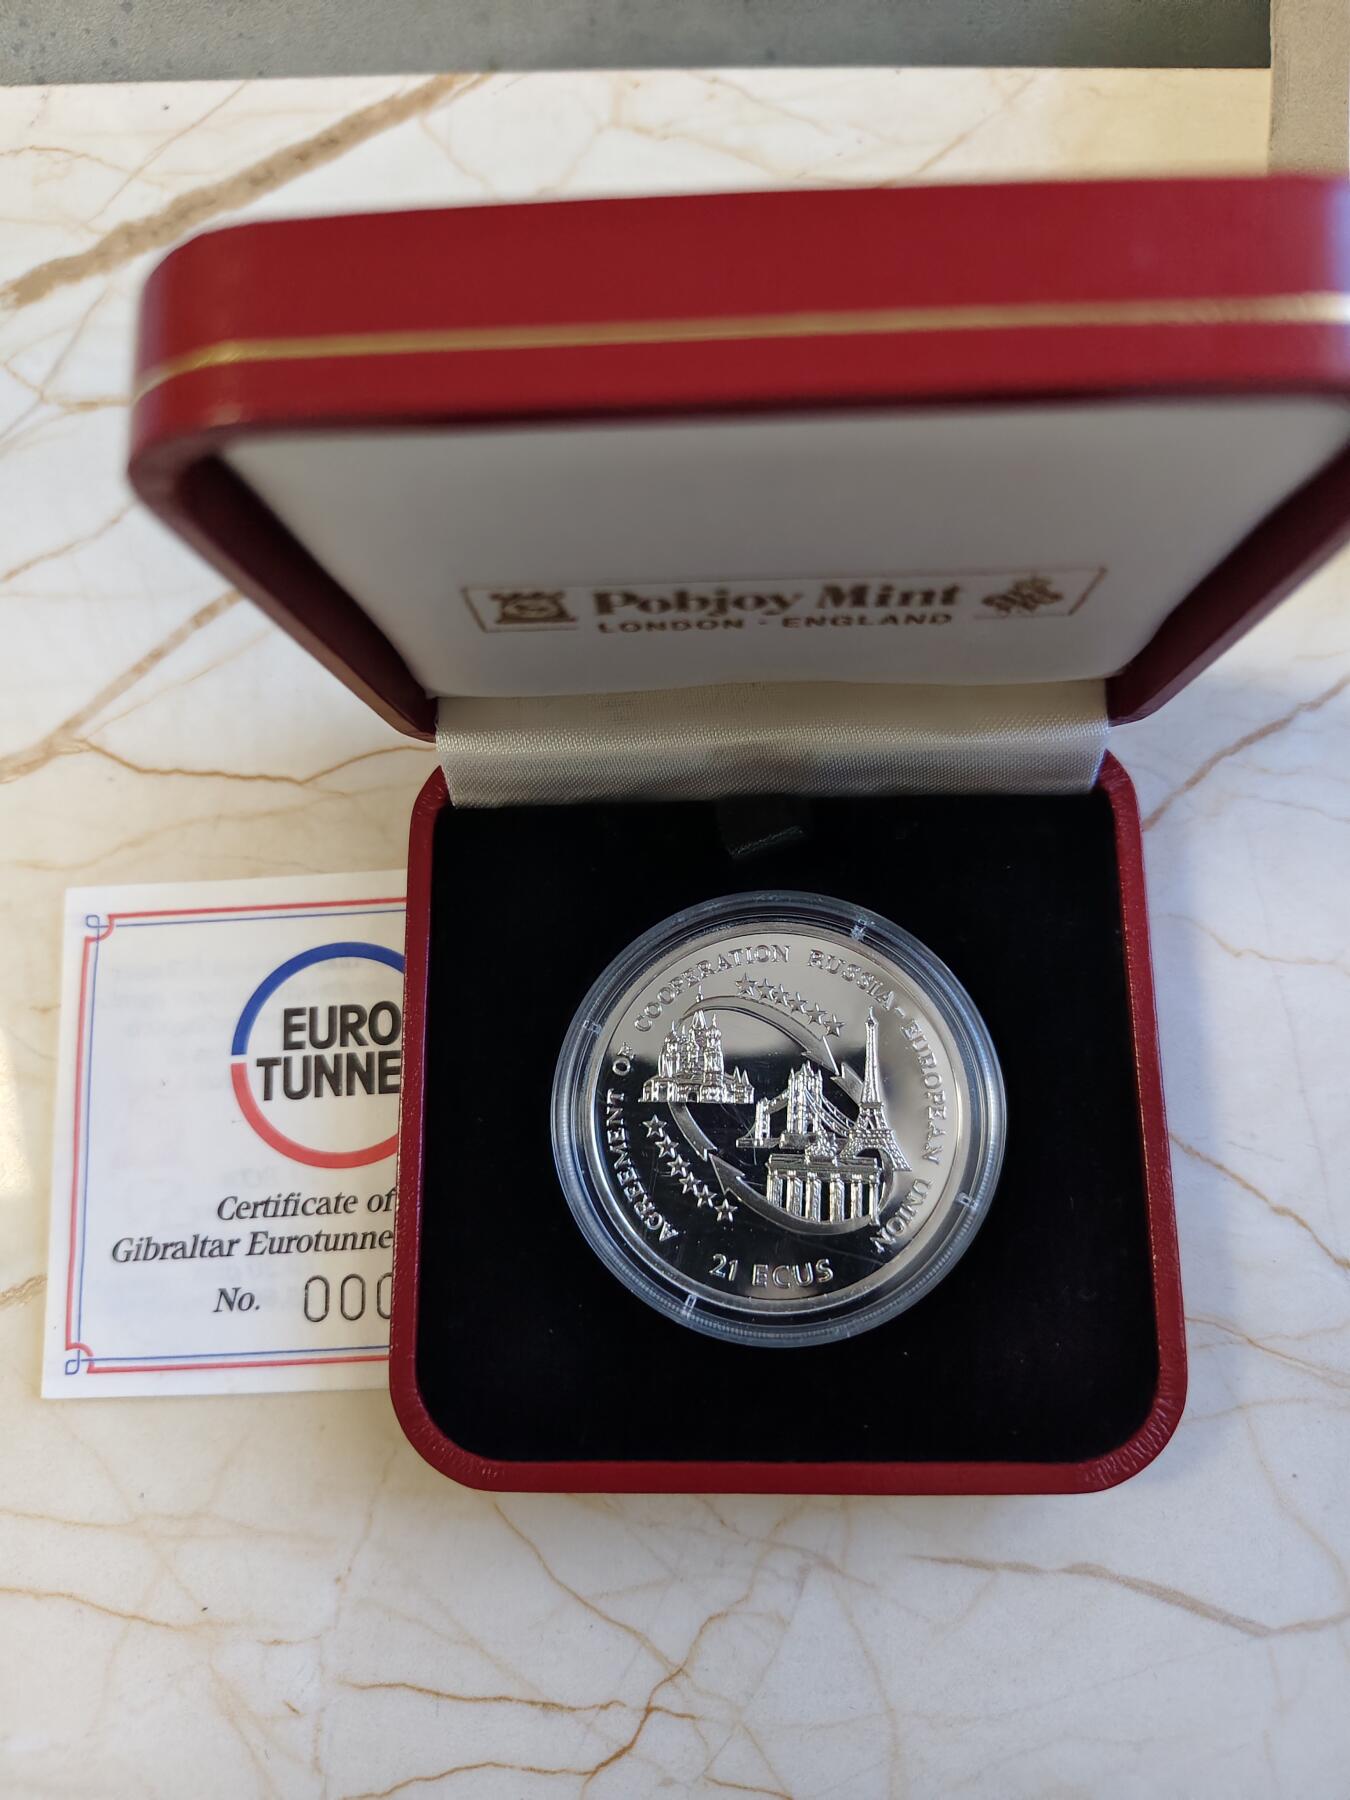 Pobjoy Mint
LONDON · ENGLAND
AGREEMENT OF COOPERATION RUSSIA - EUROPEAN UNION
21 ECUS
EURO
TUNNE
Certificate of
Gibraltar Eurotunne
No. 000